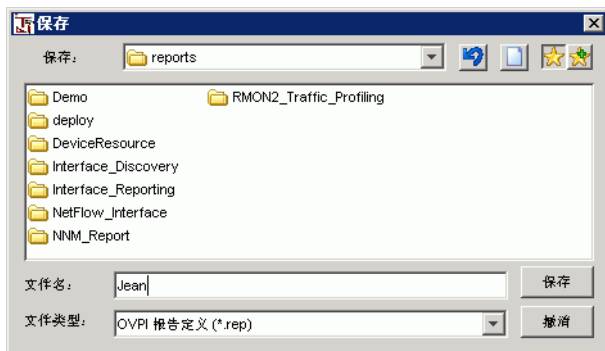 保存
保存： reports
Demo RMON2_Traffic_Profiling
deploy
DeviceResource
Interface_Discovery
Interface_Reporting
NetFlow_Interface
NNM_Report
文件名： Jean 保存
文件类型： OVPI 报告定义 (*.rep) 撤消